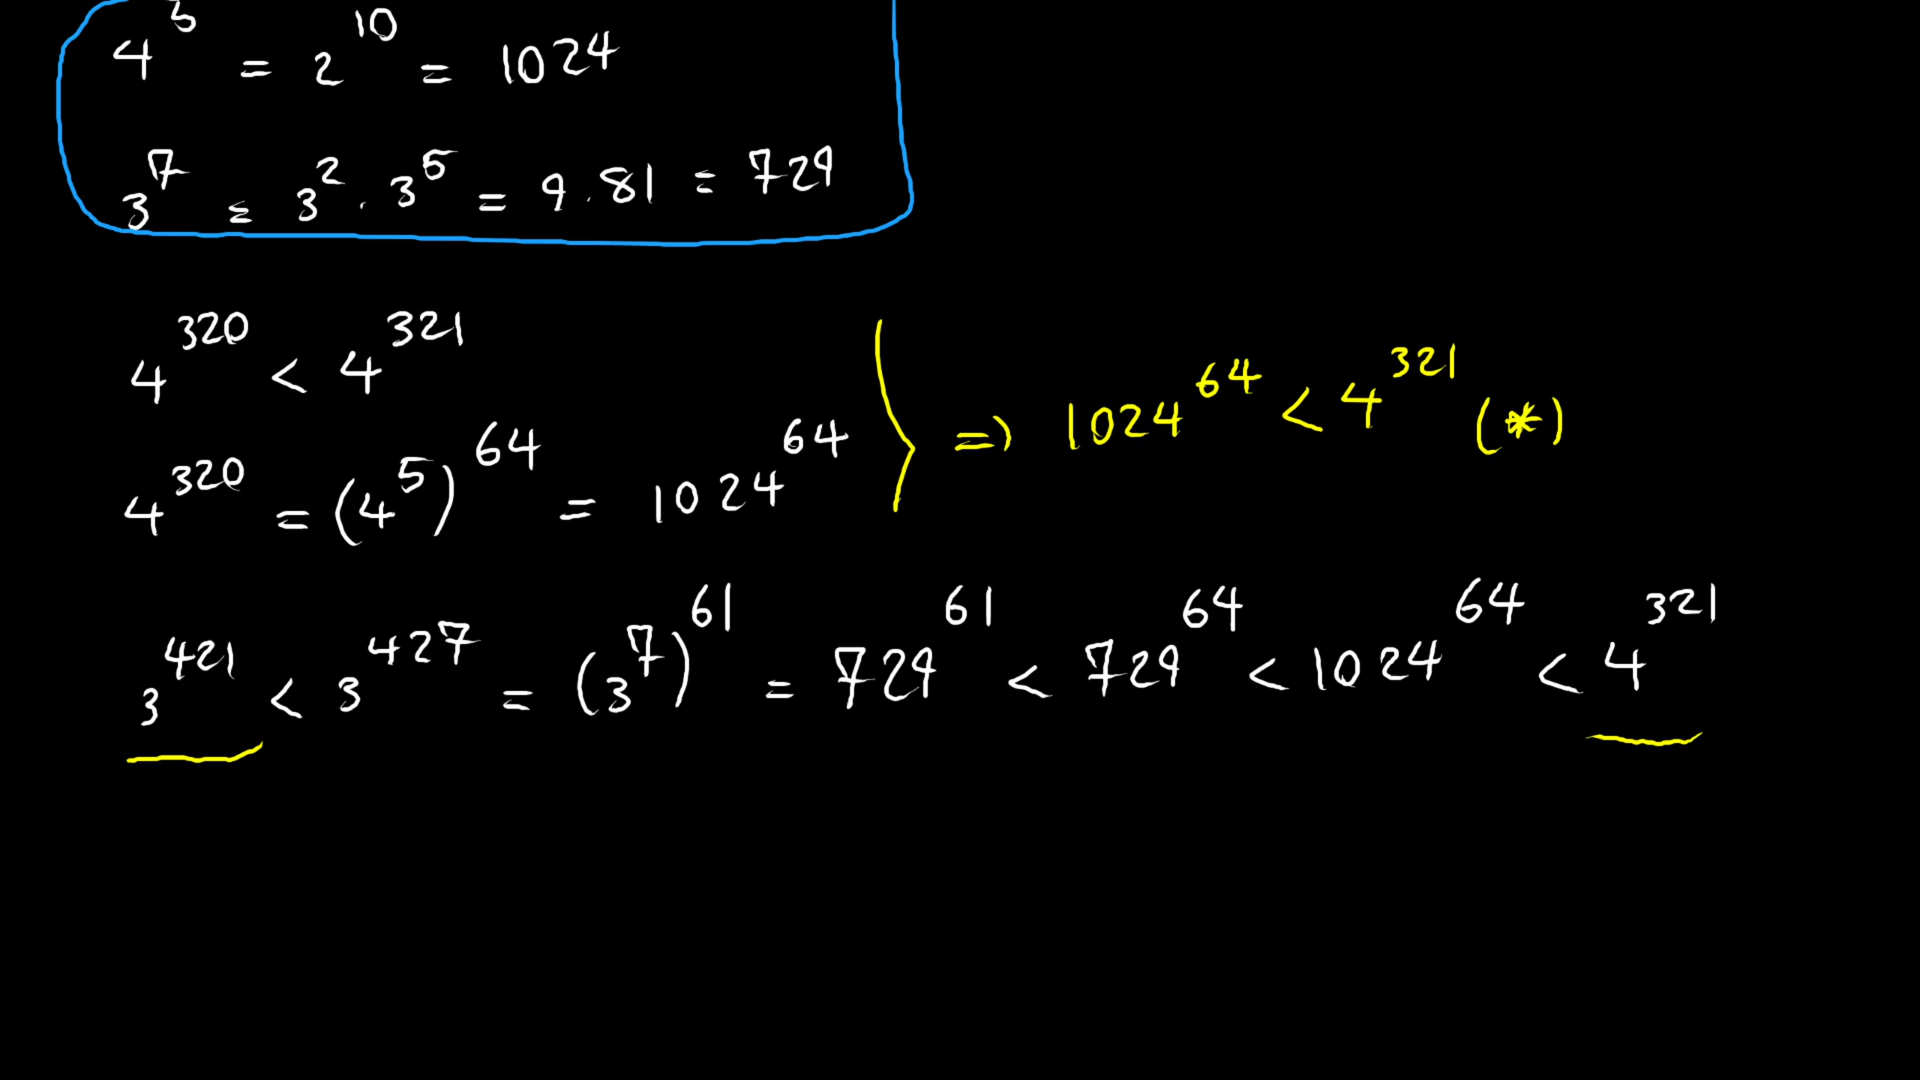 4^5 = 2^10 = 1024
3^7 = 3^2 . 3^5 = 9.81 = 729
4^320 < 4^321
4^320 = (4^5)^64 = 1024^64
=> 1024^64 < 4^321 (*)
3^421 < 3^427 = (3^7)^61 = 729^61 < 729^64 < 1024^64 < 4^321